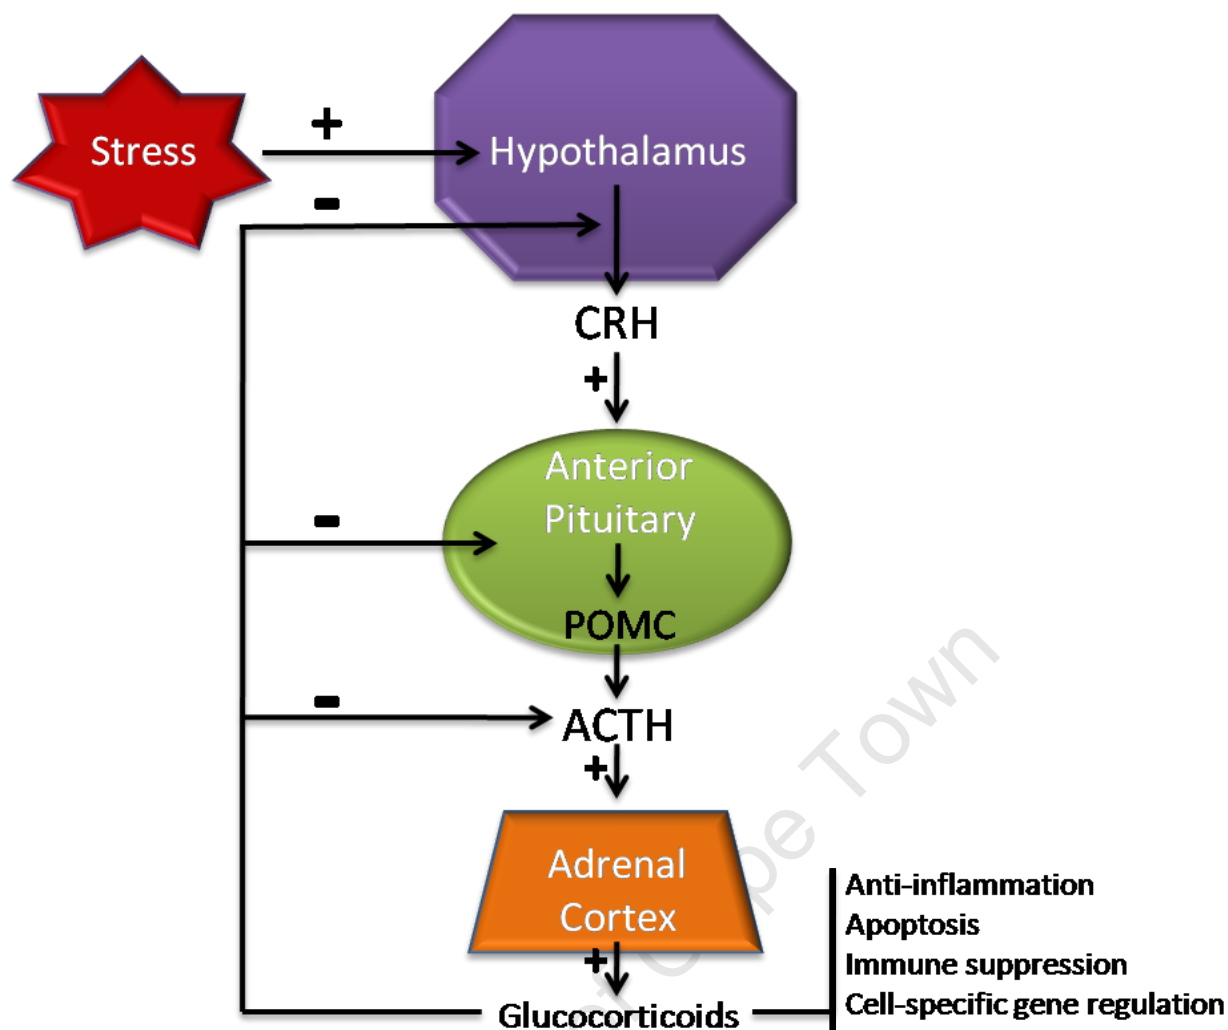 Stress
+
Hypothalamus
-
CRH
+
Anterior
Pituitary
-
POMC
-
ACTH
+
Adrenal
Cortex
+
Glucocorticoids
Anti-inflammation
Apoptosis
Immune suppression
Cell-specific gene regulation
Town